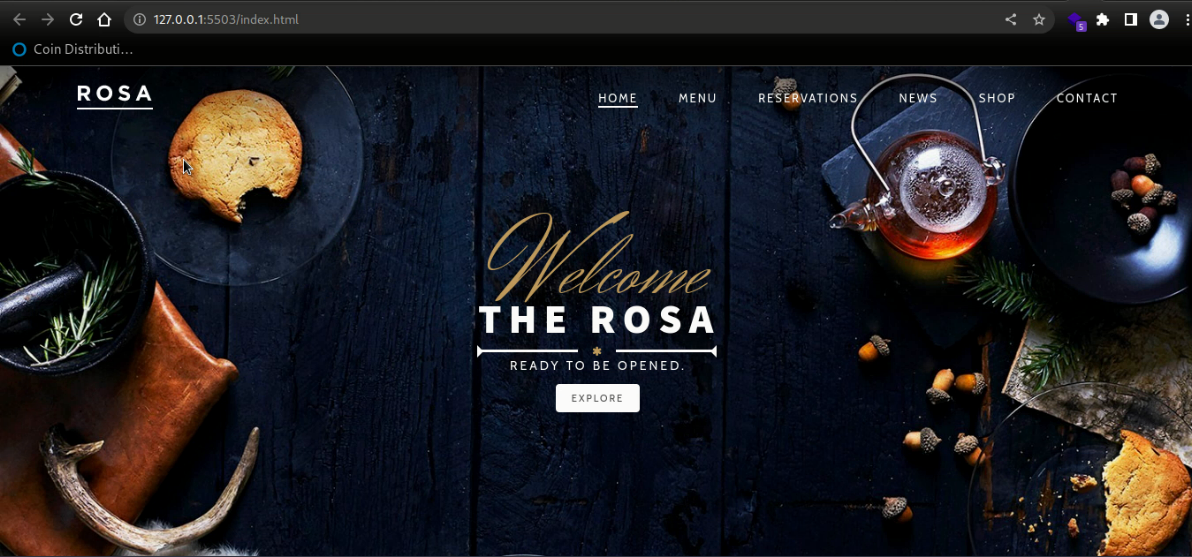 127.0.0.1:5503/index.html
5
Coin Distributi...
ROSA
HOME MENU RESERVATIONS NEWS SHOP CONTACT
Welcome
THE ROSA
READY TO BE OPENED.
EXPLORE